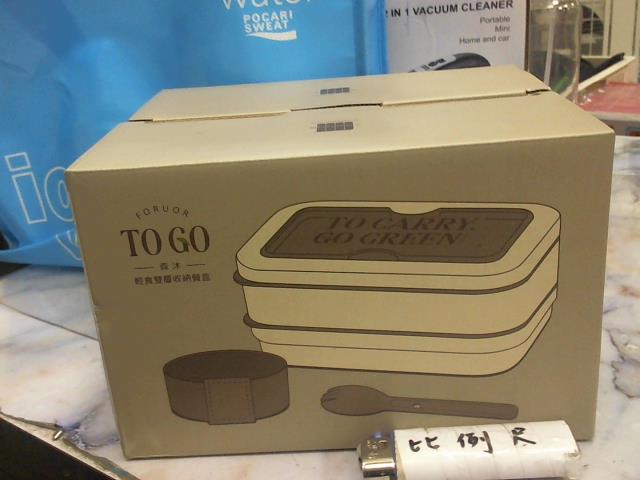 water
POCARI
SWEAT
IN 1 VACUUM CLEANER
Portable
Mini
Home and car
FORUOR
TO GO
森沐
輕食雙層收納餐盒
TO CARRY.
GO GREEN
比例尺